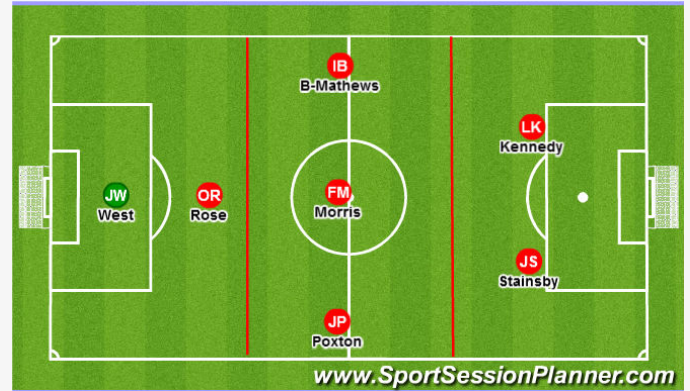 IB
B-Mathews
LK
Kennedy
JW
West
OR
Rose
FM
Morris
JS
Stainsby
JP
Poxton
www.SportSessionPlanner.com